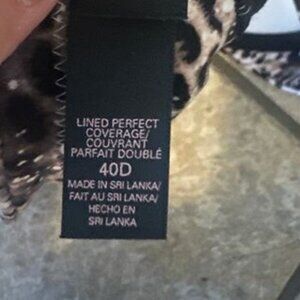 LINED PERFECT
COVERAGE/
COUVRANT
PARFAIT DOUBLÉ
40D
MADE IN SRI LANKA/
FAIT AU SRI LANKA/
HECHO EN
SRI LANKA